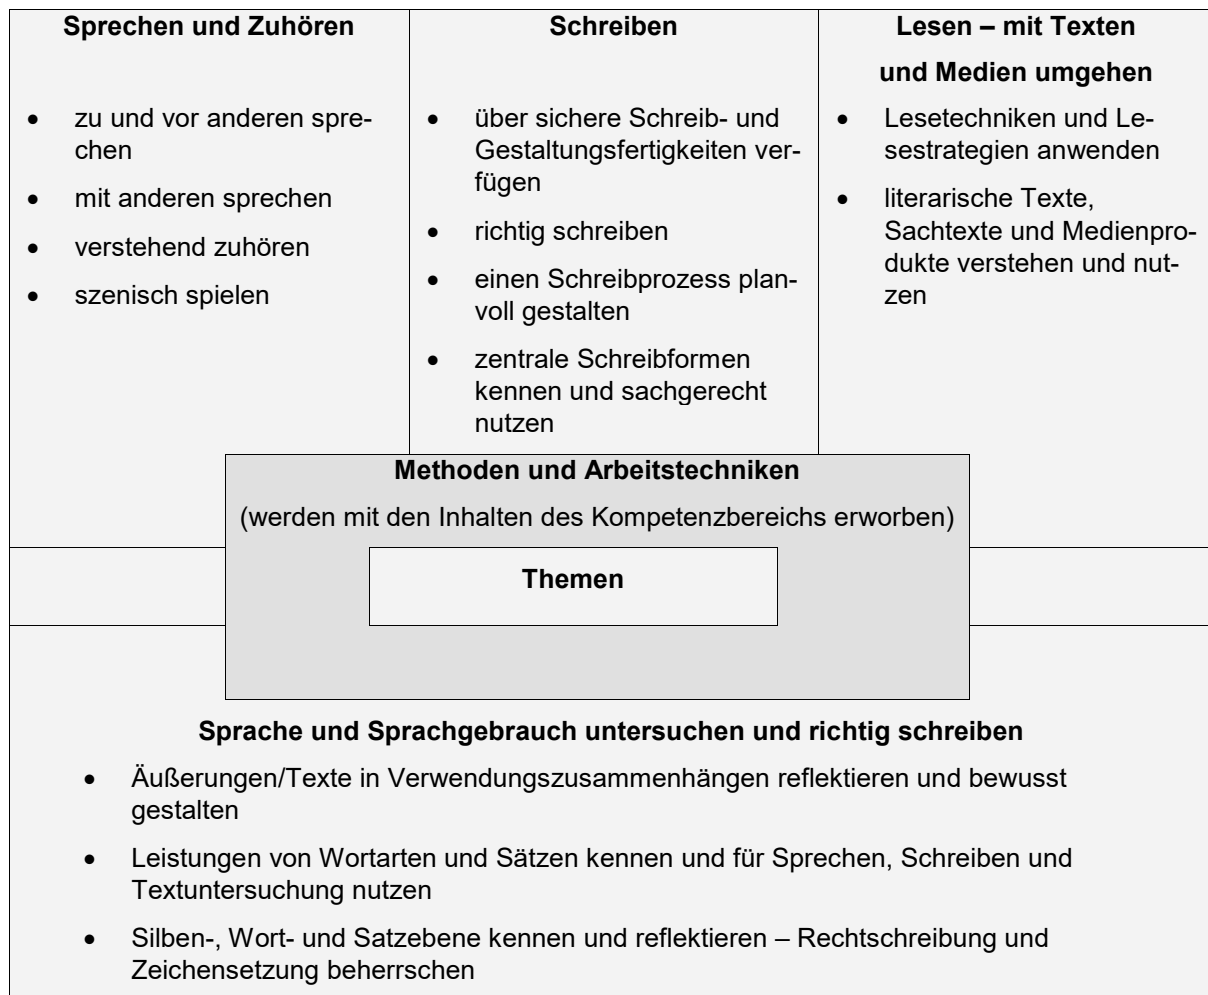 Sprechen und Zuhören
• zu und vor anderen spre-
chen
• mit anderen sprechen
• verstehend zuhören
• szenisch spielen
Schreiben
• über sichere Schreib- und
Gestaltungsfertigkeiten ver-
fügen
• richtig schreiben
• einen Schreibprozess plan-
voll gestalten
• zentrale Schreibformen
kennen und sachgerecht
nutzen
Lesen – mit Texten
und Medien umgehen
• Lesetechniken und Le-
sestrategien anwenden
• literarische Texte,
Sachtexte und Medienpro-
dukte verstehen und nut-
zen
Methoden und Arbeitstechniken
(werden mit den Inhalten des Kompetenzbereichs erworben)
Themen
Sprache und Sprachgebrauch untersuchen und richtig schreiben
• Äußerungen/Texte in Verwendungszusammenhängen reflektieren und bewusst
gestalten
• Leistungen von Wortarten und Sätzen kennen und für Sprechen, Schreiben und
Textuntersuchung nutzen
• Silben-, Wort- und Satzebene kennen und reflektieren – Rechtschreibung und
Zeichensetzung beherrschen